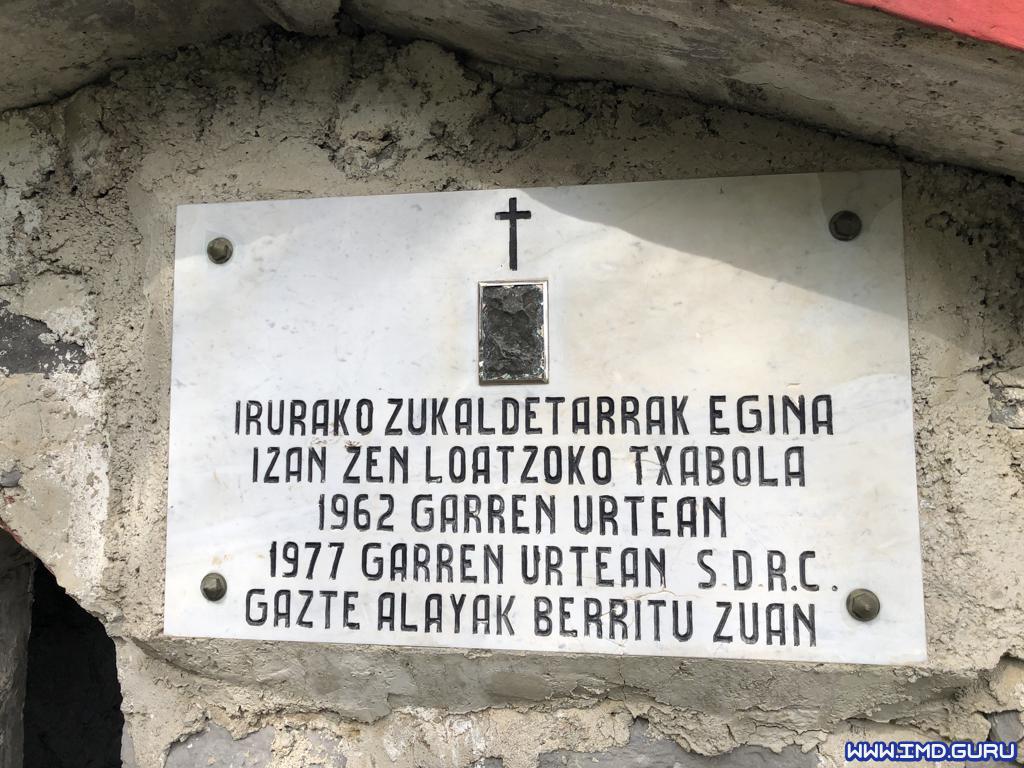 IRURAKO ZUKALDETARRAK EGINA
IZAN ZEN LOATZOKO TXABOLA
1962 GARREN URTEAN
1977 GARREN URTEAN S.D.R.C.
GAZTE ALAYAK BERRITU ZUAN
WWW.IMD.GURU